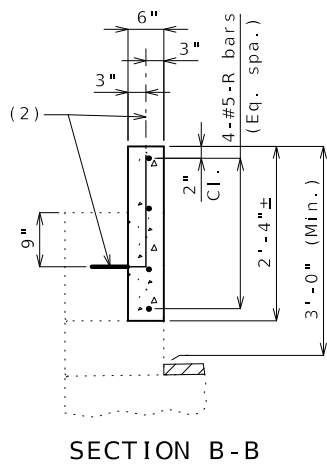 6"
3"
3"
(2)
4-#5-R bars
(Eq. spa.)
2"
Cl.
9"
2'-4"±
3'-0" (Min.)
SECTION B-B